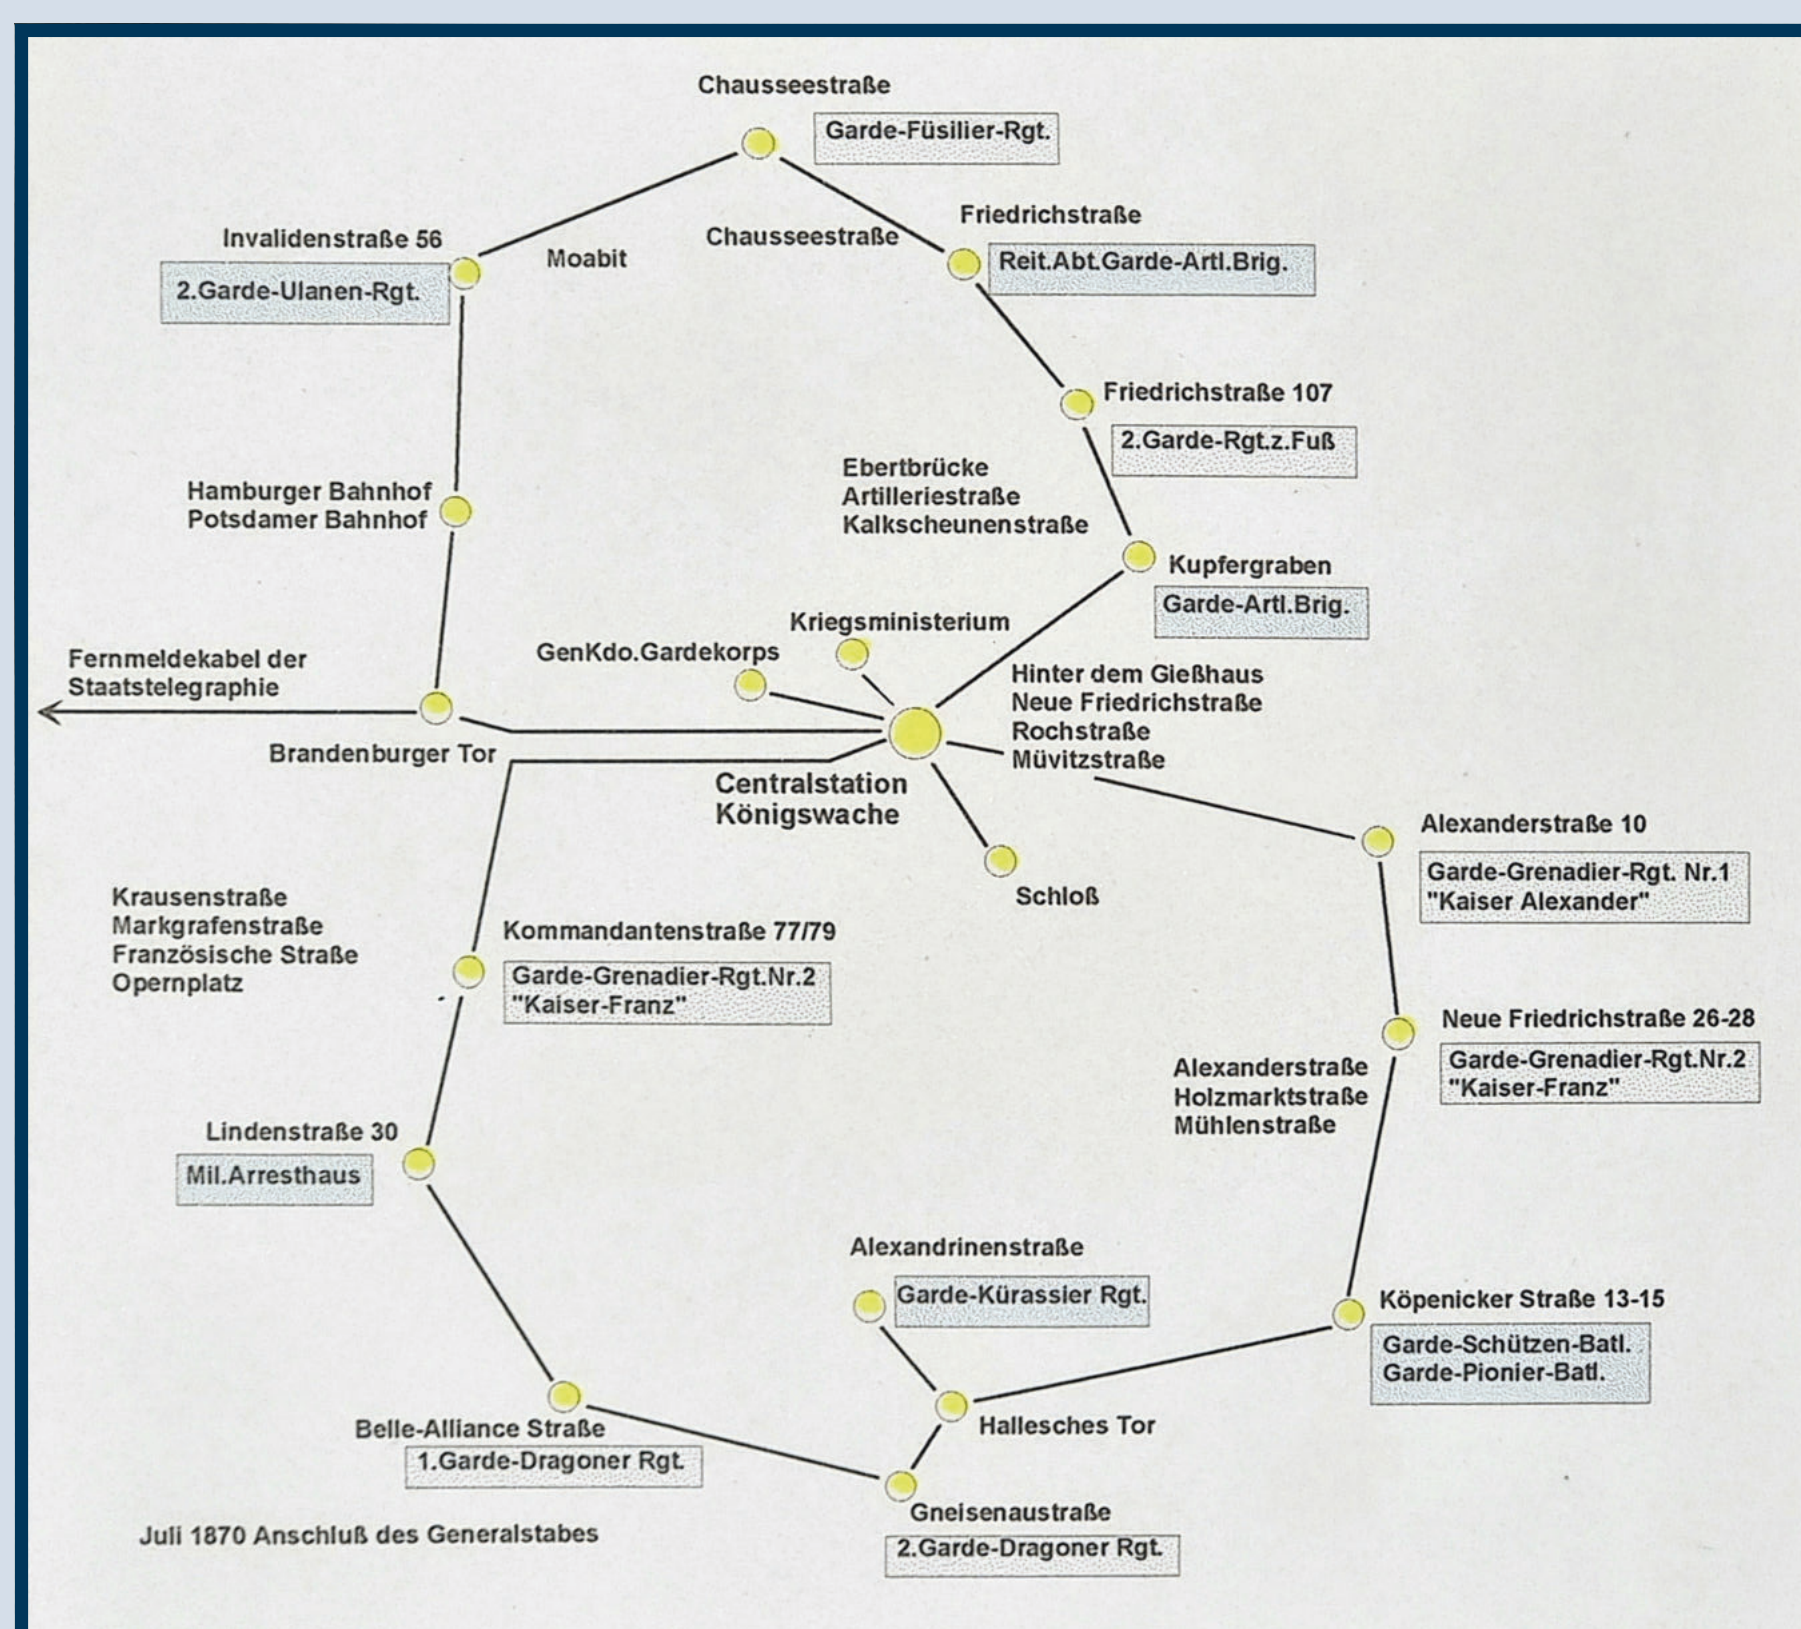 Chausseestraße
Garde-Füsilier-Rgt.
Friedrichstraße
Invalidenstraße 56
Chausseestraße
Moabit
Reit.Abt.Garde-Artl.Brig.
2.Garde-Ulanen-Rgt.
Friedrichstraße 107
2.Garde-Rgt.z.Fuß
Ebertbrücke
Artilleriestraße
Kalkscheunenstraße
Hamburger Bahnhof
Potsdamer Bahnhof
Kupfergraben
Garde-Artl.Brig.
Kriegsministerium
GenKdo.Gardekorps
Fernmeldekabel der
Staatstelegraphie
Hinter dem Gießhaus
Neue Friedrichstraße
Rochstraße
Müvitzstraße
Brandenburger Tor
Centralstation
Königswache
Alexanderstraße 10
Garde-Grenadier-Rgt. Nr.1
"Kaiser Alexander"
Schloß
Krausenstraße
Markgrafenstraße
Französische Straße
Opernplatz
Kommandantenstraße 77/79
Garde-Grenadier-Rgt.Nr.2
"Kaiser-Franz"
Neue Friedrichstraße 26-28
Garde-Grenadier-Rgt.Nr.2
"Kaiser-Franz"
Alexanderstraße
Holzmarktstraße
Mühlenstraße
Lindenstraße 30
Mil.Arresthaus
Alexandrinenstraße
Garde-Kürassier Rgt.
Köpenicker Straße 13-15
Garde-Schützen-Batl.
Garde-Pionier-Batl.
Hallesches Tor
Belle-Alliance Straße
1.Garde-Dragoner Rgt.
Gneisenaustraße
2.Garde-Dragoner Rgt.
Juli 1870 Anschluß des Generalstabes